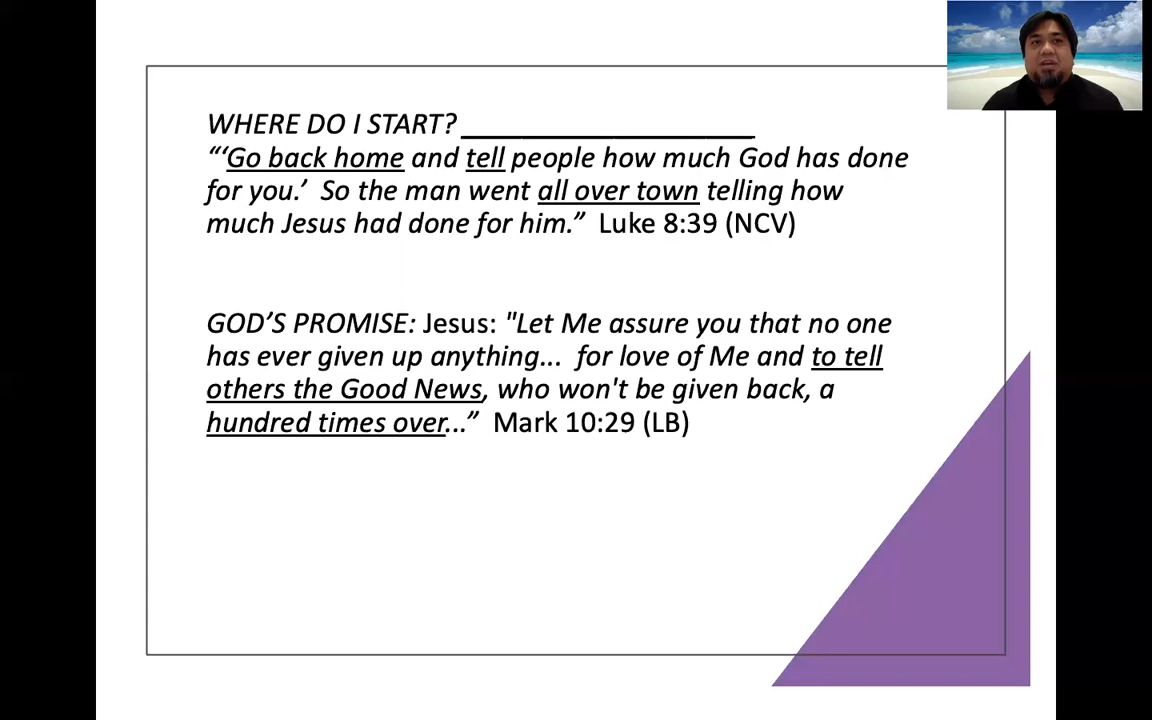 WHERE DO I START? ___________________
“‘Go back home and tell people how much God has done
for you.’  So the man went all over town telling how
much Jesus had done for him.”  Luke 8:39 (NCV)
GOD’S PROMISE: Jesus: "Let Me assure you that no one
has ever given up anything...  for love of Me and to tell
others the Good News, who won't be given back, a
hundred times over...”  Mark 10:29 (LB)